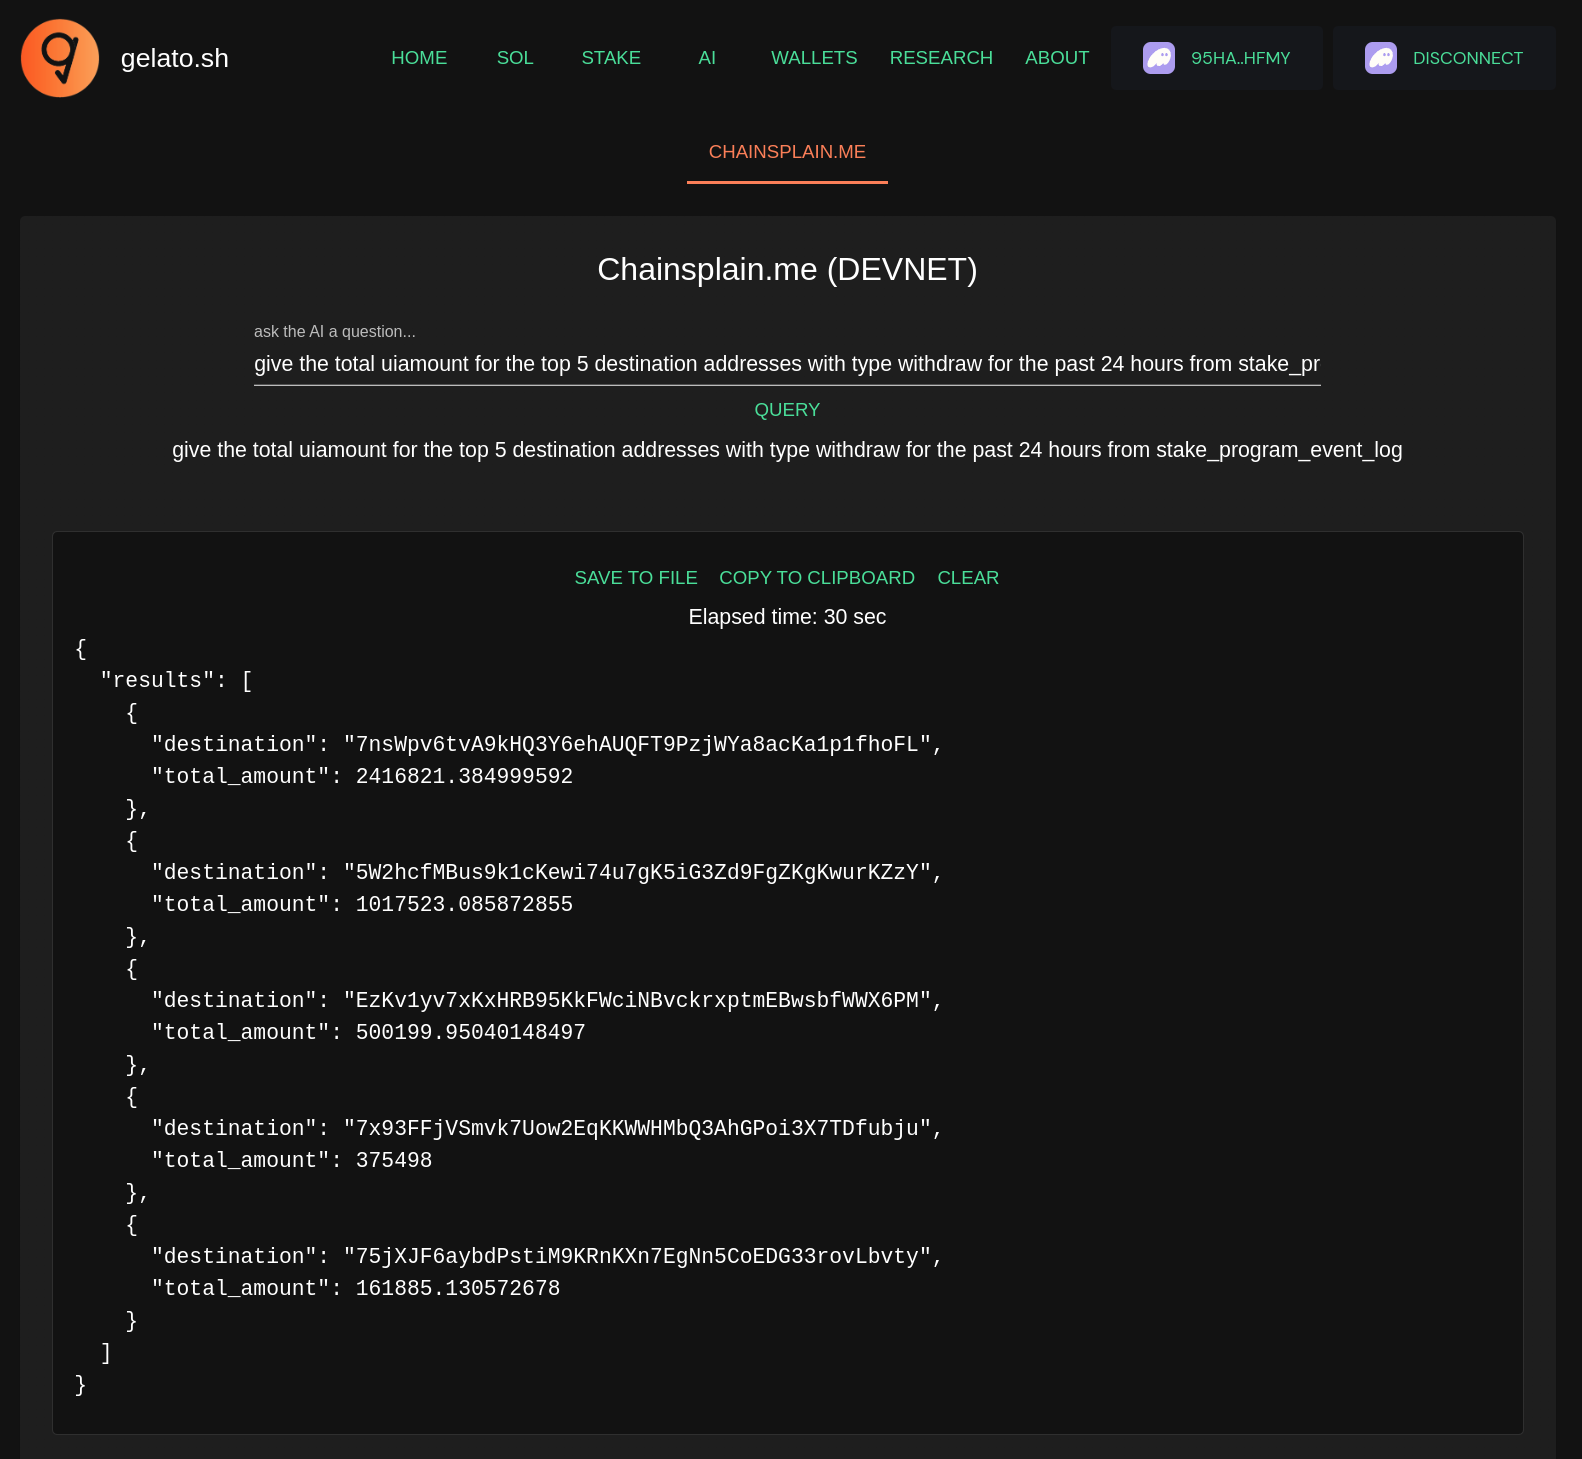 gelato.sh
HOME SOL STAKE AI WALLETS RESEARCH ABOUT 95HA..HFMY DISCONNECT
CHAINSPLAIN.ME
Chainsplain.me (DEVNET)
ask the AI a question...
give the total uiamount for the top 5 destination addresses with type withdraw for the past 24 hours from stake_pr
QUERY
give the total uiamount for the top 5 destination addresses with type withdraw for the past 24 hours from stake_program_event_log
SAVE TO FILE COPY TO CLIPBOARD CLEAR
Elapsed time: 30 sec
{
  "results": [
    {
      "destination": "7nsWpv6tvA9kHQ3Y6ehAUQFT9PzjWYa8acKa1p1fhoFL",
      "total_amount": 2416821.384999592
    },
    {
      "destination": "5W2hcfMBus9k1cKewi74u7gK5iG3Zd9FgZKgKwurKZzY",
      "total_amount": 1017523.085872855
    },
    {
      "destination": "EzKv1yv7xKxHRB95KkFWciNBvckrxptmEBwsbfWWX6PM",
      "total_amount": 500199.95040148497
    },
    {
      "destination": "7x93FFjVSmvk7Uow2EqKKWWHMbQ3AhGPoi3X7TDfubju",
      "total_amount": 375498
    },
    {
      "destination": "75jXJF6aybdPstiM9KRnKXn7EgNn5CoEDG33rovLbvty",
      "total_amount": 161885.130572678
    }
  ]
}